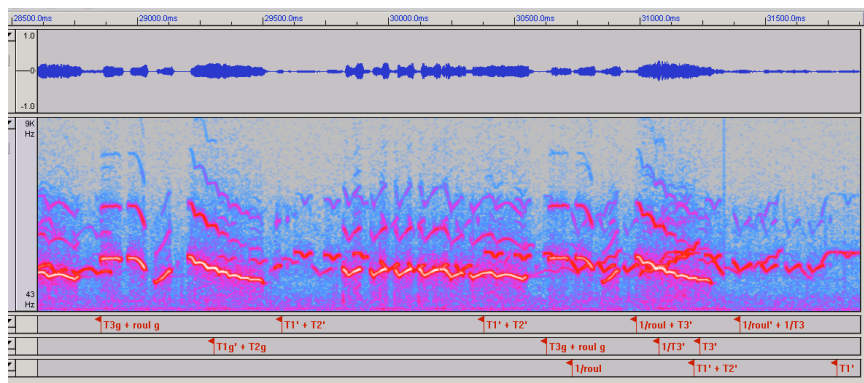 28500.0ms 29000.0ms 29500.0ms 30000.0ms 30500.0ms 31000.0ms 31500.0ms
1.0
0
-1.0
9K
Hz
43
Hz
T3g + roul g T1' + T2' T1' + T2' 1/roul + T3' 1/roul' + 1/T3
T1g' + T2g T3g + roul g 1/T3' T3'
1/roul T1' + T2' T1'